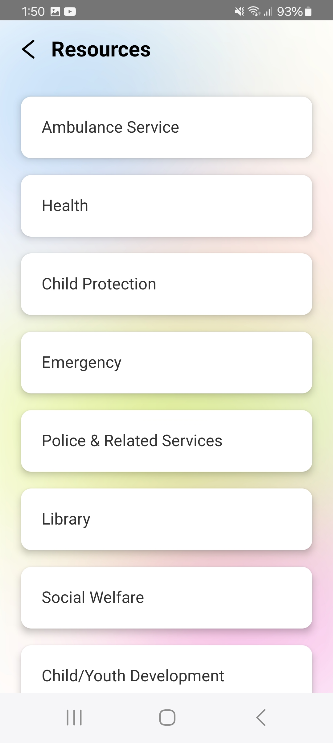 1:50 93%
Resources
Ambulance Service
Health
Child Protection
Emergency
Police & Related Services
Library
Social Welfare
Child/Youth Development